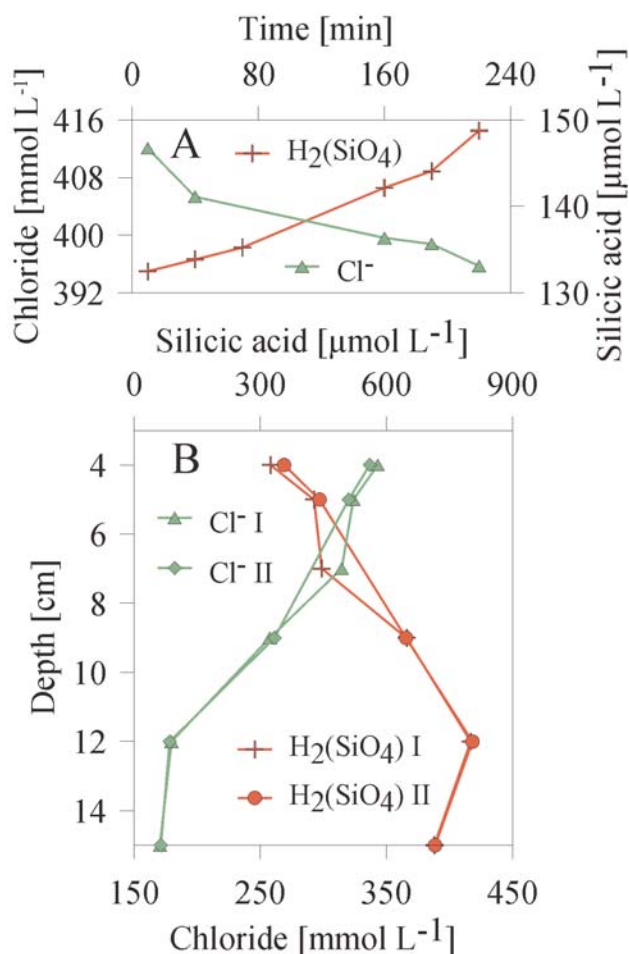 Time [min]
0 80 160 240
Chloride [mmol L-1]
416
408
400
392
A
H2(SiO4)
Cl-
150
140
130
Silicic acid [µmol L-1]
Silicic acid [µmol L-1]
0 300 600 900
Depth [cm]
4
6
8
10
12
14
B
Cl- I
Cl- II
H2(SiO4) I
H2(SiO4) II
150 250 350 450
Chloride [mmol L-1]